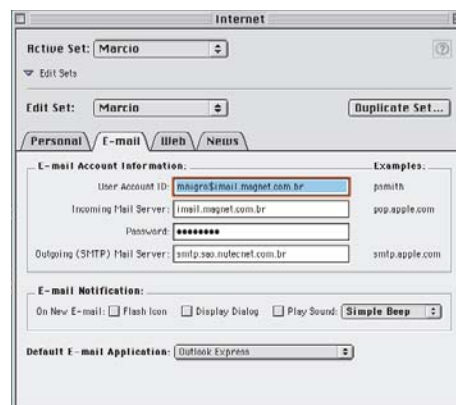 Internet
Active Set: Marcio
Edit Sets
Edit Set: Marcio Duplicate Set...
Personal E-mail Web News
E-mail Account Information: Examples:
User Account ID: mnigro$imail.magnet.com.br psmith
Incoming Mail Server: imail.magnet.com.br pop.apple.com
Password: ••••••••
Outgoing (SMTP) Mail Server: smtp.sao.nutecnet.com.br smtp.apple.com
E-mail Notification:
On New E-mail: Flash Icon Display Dialog Play Sound: Simple Beep
Default E-mail Application: Outlook Express